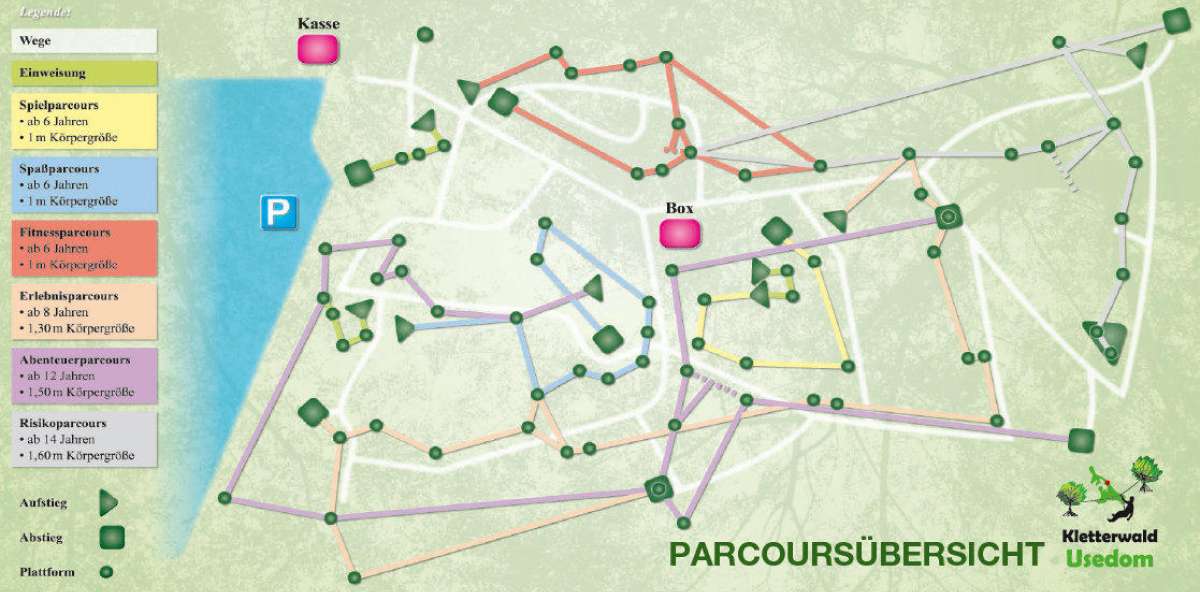 Legende:
Wege
Einweisung
Spielparcours
• ab 6 Jahren
• 1 m Körpergröße
Spaßparcours
• ab 6 Jahren
• 1 m Körpergröße
Fitnessparcours
• ab 6 Jahren
• 1 m Körpergröße
Erlebnisparcours
• ab 8 Jahren
• 1,30 m Körpergröße
Abenteuerparcours
• ab 12 Jahren
• 1,50 m Körpergröße
Risikoparcours
• ab 14 Jahren
• 1,60 m Körpergröße
Aufstieg
Abstieg
Plattform
Kasse
P
Box
PARCOURSÜBERSICHT
Kletterwald
Usedom